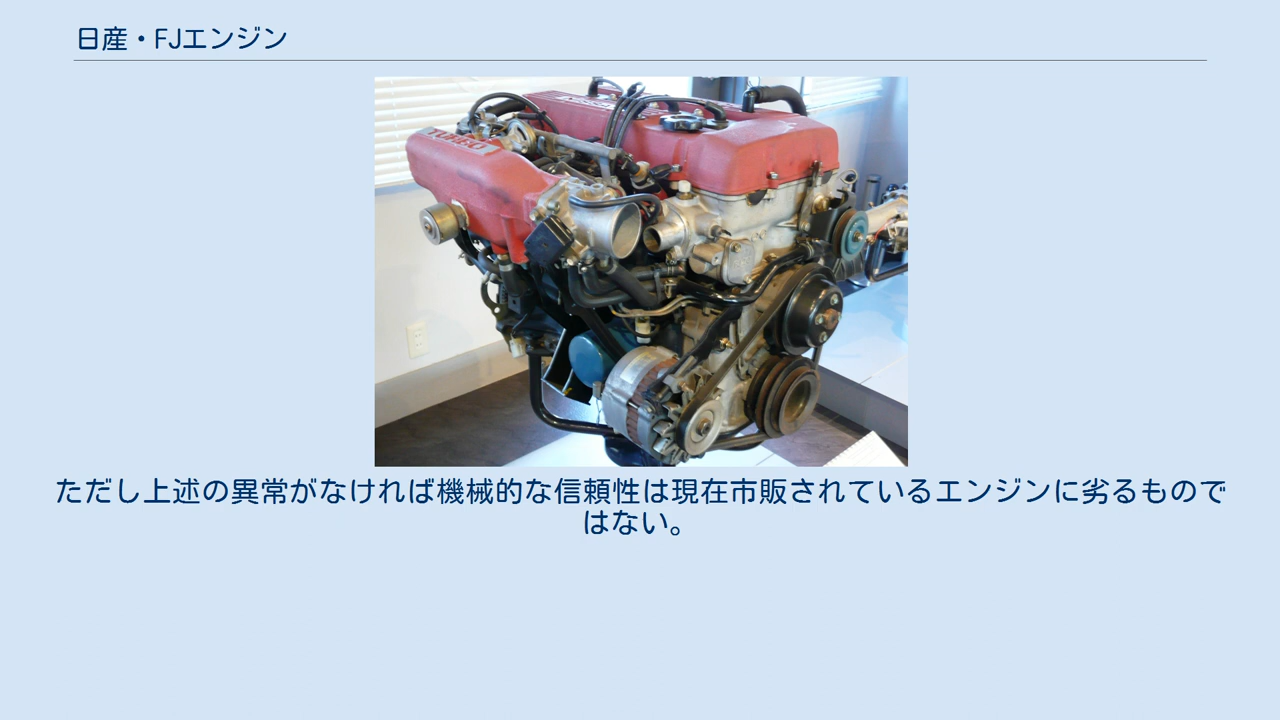 日産・FJエンジン
TURBO
ただし上述の異常がなければ機械的な信頼性は現在市販されているエンジンに劣るもので
はない。